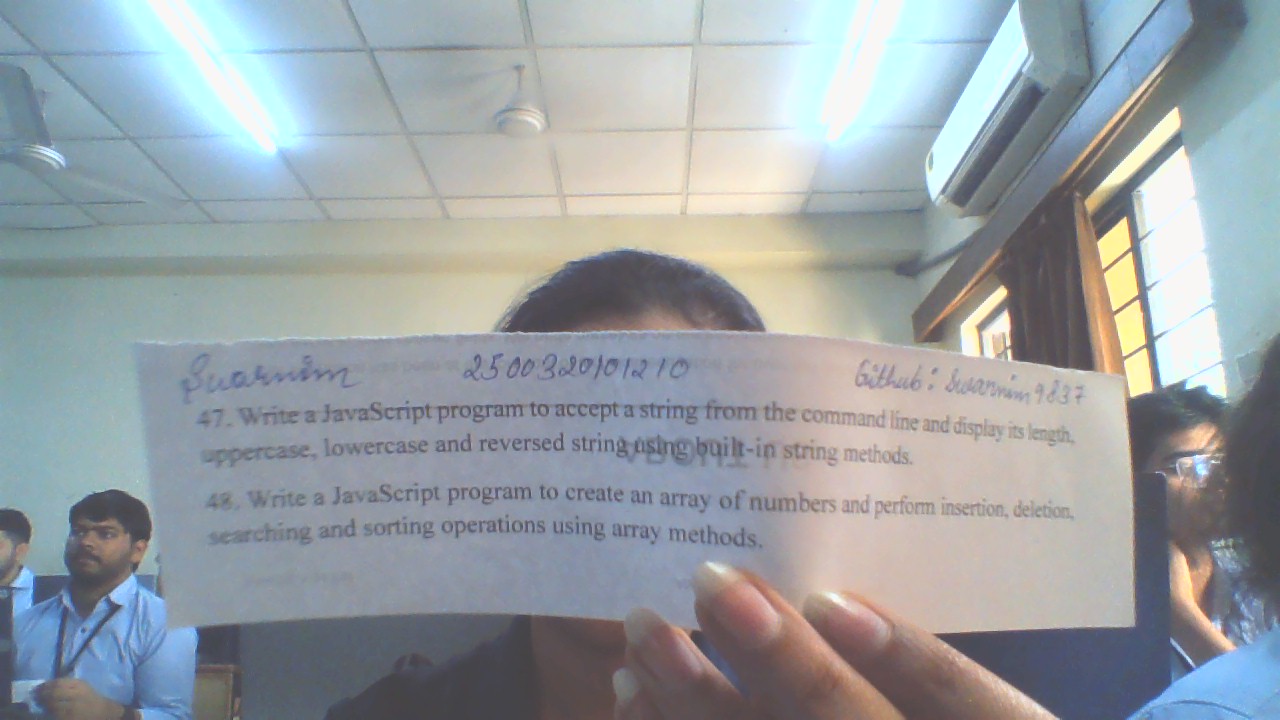 Swarnim 2500320101210 Github: Swarnim9837
47. Write a JavaScript program to accept a string from the command line and display its length,
uppercase, lowercase and reversed string using built-in string methods.
48. Write a JavaScript program to create an array of numbers and perform insertion, deletion,
searching and sorting operations using array methods.